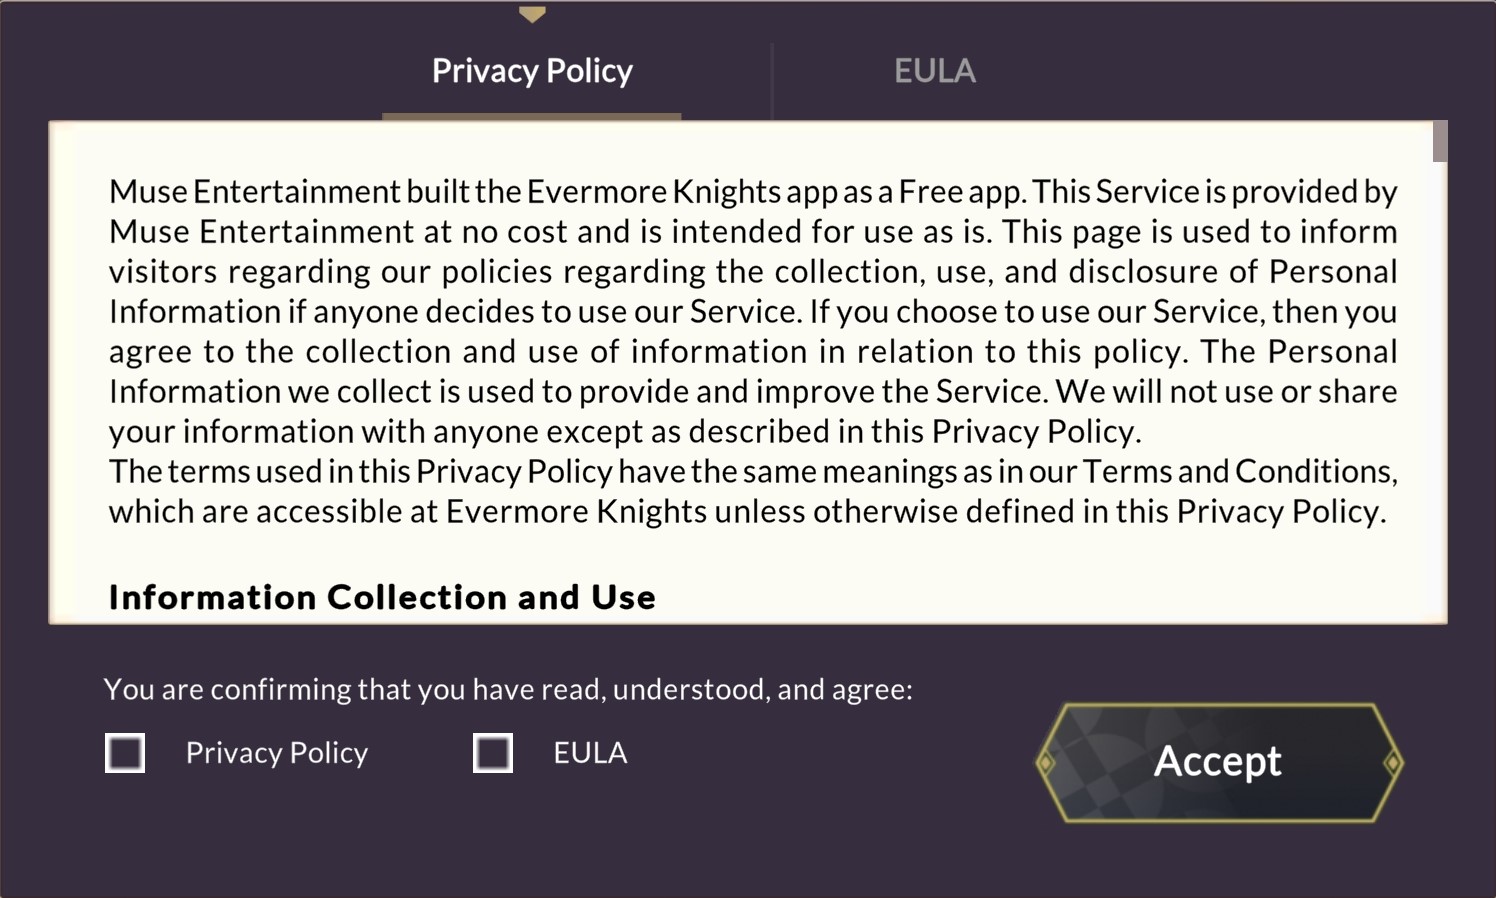 Privacy Policy
EULA
Muse Entertainment built the Evermore Knights app as a Free app. This Service is provided by
Muse Entertainment at no cost and is intended for use as is. This page is used to inform
visitors regarding our policies regarding the collection, use, and disclosure of Personal
Information if anyone decides to use our Service. If you choose to use our Service, then you
agree to the collection and use of information in relation to this policy. The Personal
Information we collect is used to provide and improve the Service. We will not use or share
your information with anyone except as described in this Privacy Policy.
The terms used in this Privacy Policy have the same meanings as in our Terms and Conditions,
which are accessible at Evermore Knights unless otherwise defined in this Privacy Policy.
Information Collection and Use
You are confirming that you have read, understood, and agree:
Privacy Policy
EULA
Accept